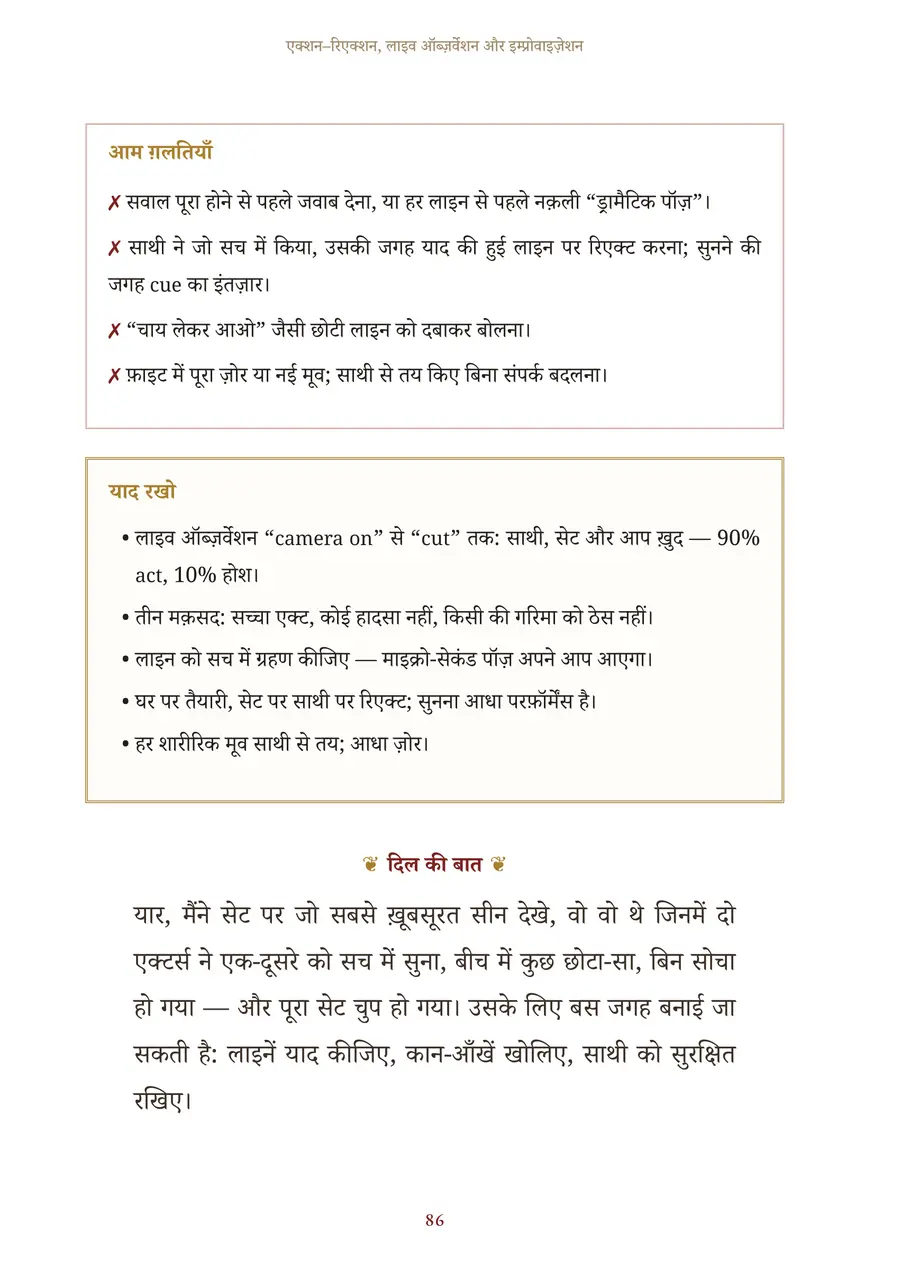 एक्शन–रिएक्शन, लाइव ऑब्ज़र्वेशन और इम्प्रोवाइज़ेशन
आम ग़लतियाँ
✗ सवाल पूरा होने से पहले जवाब देना, या हर लाइन से पहले नक़ली “ड्रामैटिक पॉज़”।
✗ साथी ने जो सच में किया, उसकी जगह याद की हुई लाइन पर रिएक्ट करना; सुनने की
जगह cue का इंतज़ार।
✗ “चाय लेकर आओ” जैसी छोटी लाइन को दबाकर बोलना।
✗ फ़ाइट में पूरा ज़ोर या नई मूव; साथी से तय किए बिना संपर्क बदलना।
याद रखो
• लाइव ऑब्ज़र्वेशन “camera on” से “cut” तक: साथी, सेट और आप ख़ुद — 90%
act, 10% होश।
• तीन मक़सद: सच्चा एक्ट, कोई हादसा नहीं, किसी की गरिमा को ठेस नहीं।
• लाइन को सच में ग्रहण कीजिए — माइक्रो-सेकंड पॉज़ अपने आप आएगा।
• घर पर तैयारी, सेट पर साथी पर रिएक्ट; सुनना आधा परफ़ॉर्मेंस है।
• हर शारीरिक मूव साथी से तय; आधा ज़ोर।
❦ दिल की बात ❦
यार, मैंने सेट पर जो सबसे ख़ूबसूरत सीन देखे, वो वो थे जिनमें दो
एक्टर्स ने एक-दूसरे को सच में सुना, बीच में कुछ छोटा-सा, बिन सोचा
हो गया — और पूरा सेट चुप हो गया। उसके लिए बस जगह बनाई जा
सकती है: लाइनें याद कीजिए, कान-आँखें खोलिए, साथी को सुरक्षित
रखिए।
86